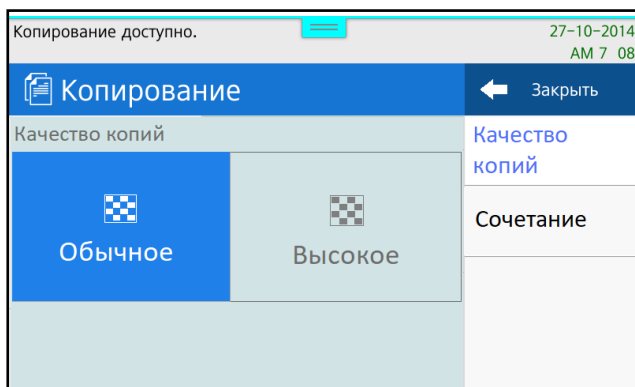 Копирование доступно.
27-10-2014
AM 7 08
Копирование
Закрыть
Качество копий
Обычное
Высокое
Качество
копий
Сочетание